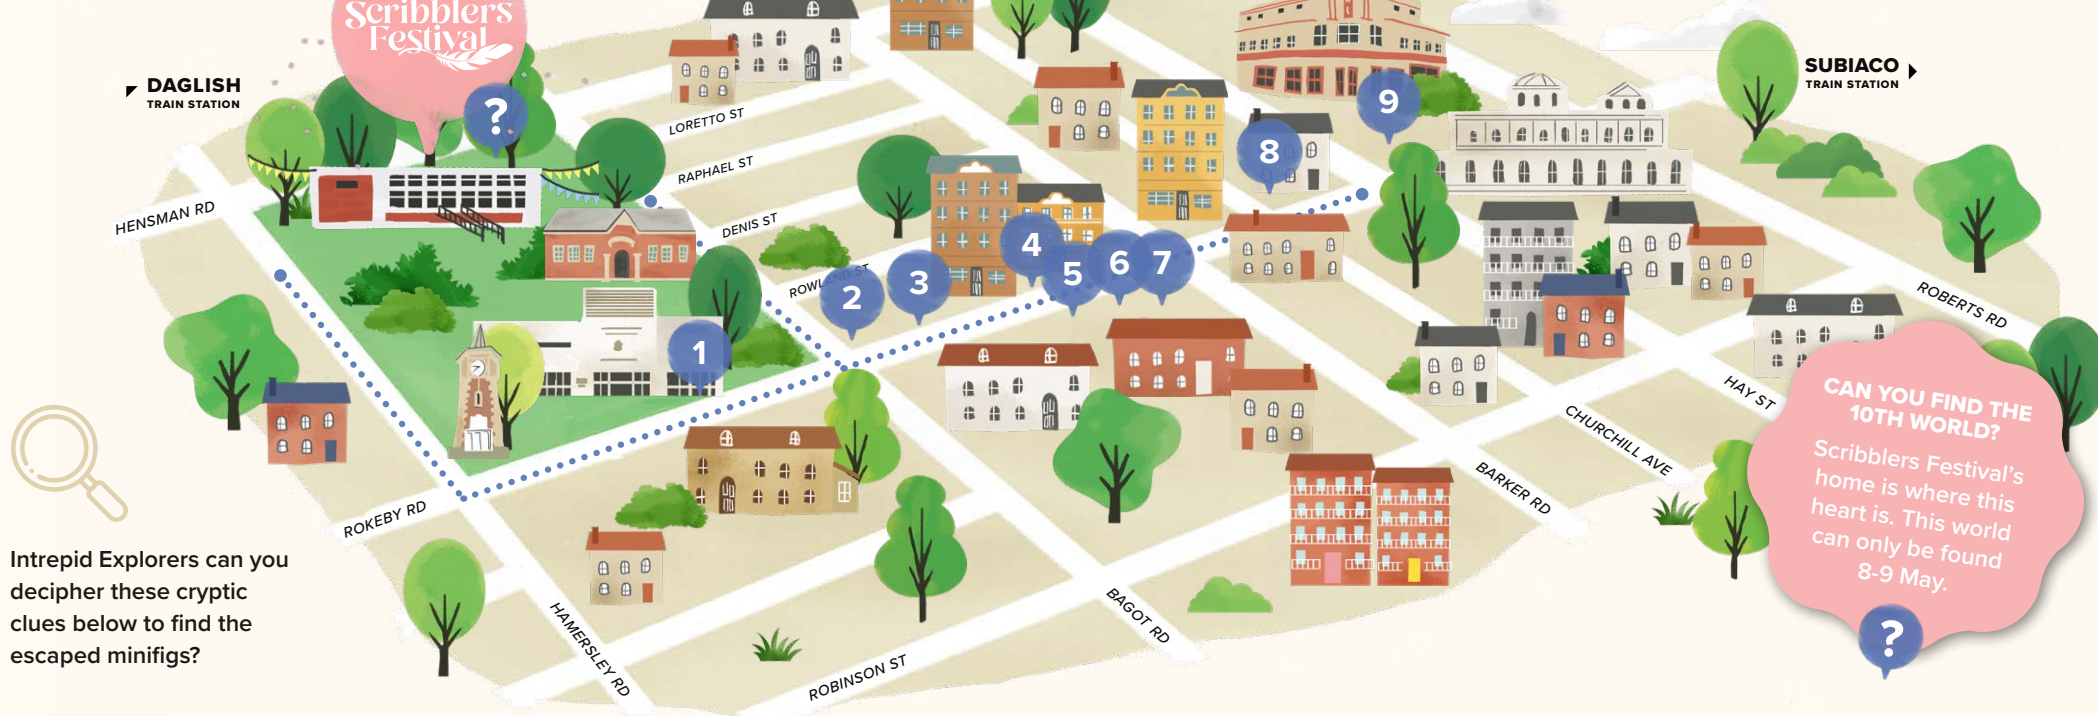 Scribblers
Festival
DAGLISH
TRAIN STATION
SUBIACO
TRAIN STATION
?
9
8
LORETTO ST
RAPHAEL ST
HENSMAN RD
DENIS ST
ROWLAND ST
4
6
7
5
3
2
1
ROBERTS RD
HAY ST
CHURCHILL AVE
BARKER RD
ROKEBY RD
HAMERSLEY RD
BAGOT RD
ROBINSON ST
Intrepid Explorers can you
decipher these cryptic
clues below to find the
escaped minifigs?
CAN YOU FIND THE
10TH WORLD?
Scribblers Festival's
home is where this
heart is. This world
can only be found
8-9 May.
?